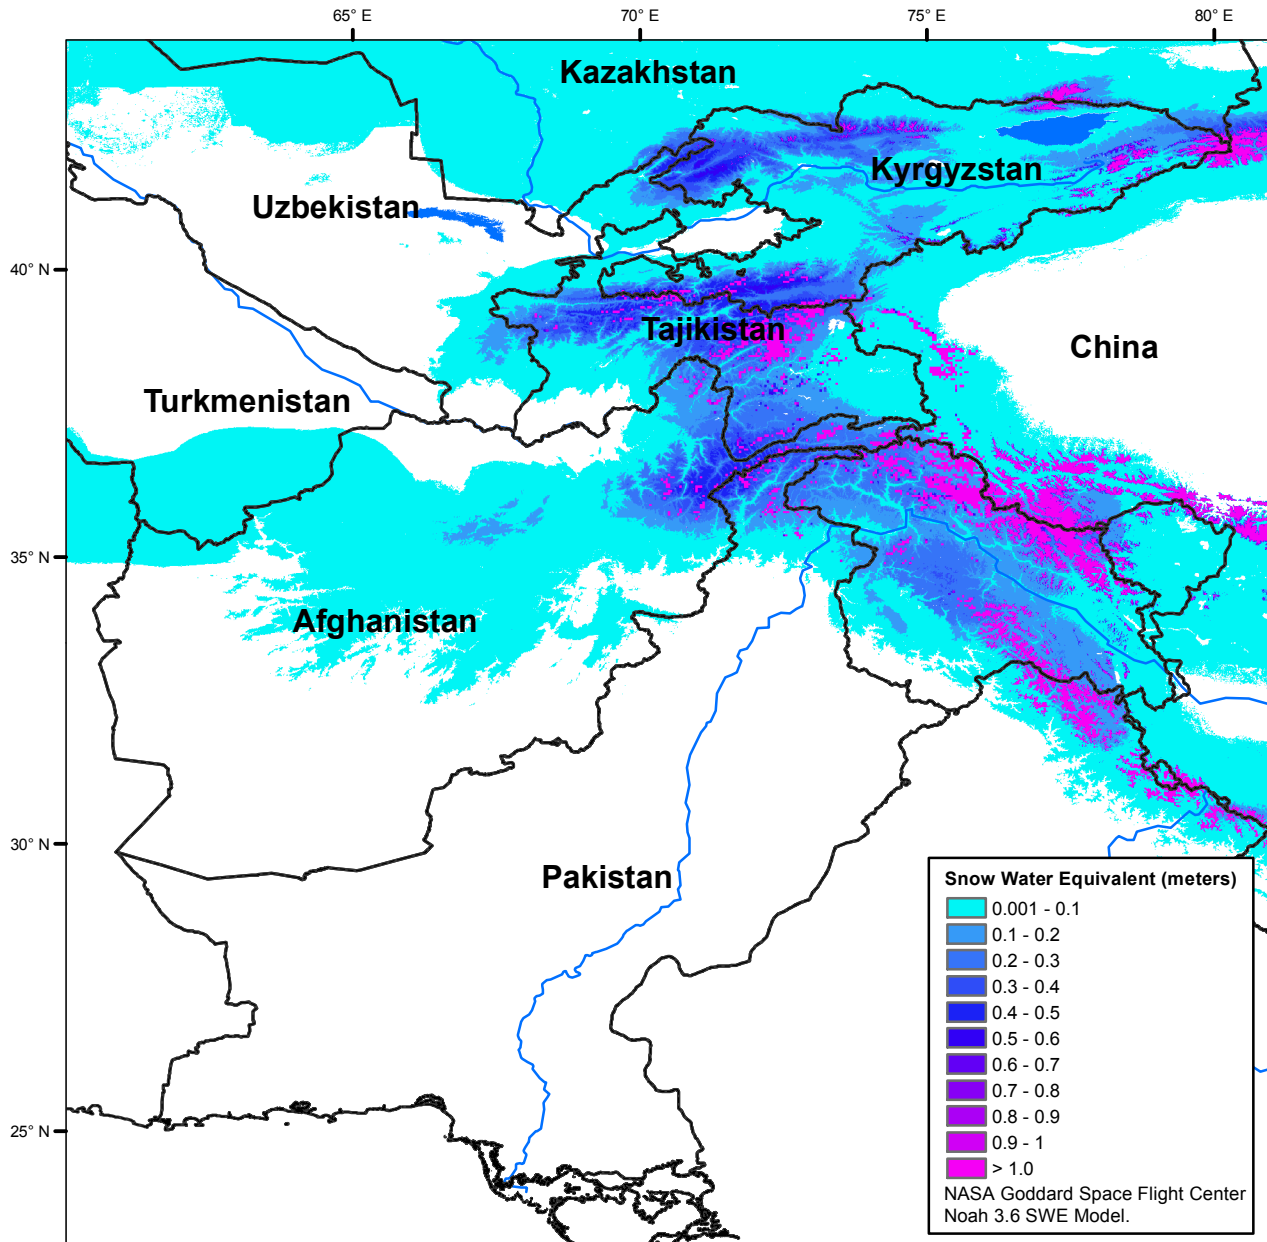 65° E
70° E
75° E
80° E
Kazakhstan
Kyrgyzstan
Uzbekistan
40° N
Tajikistan
China
Turkmenistan
35° N
Afghanistan
30° N
Pakistan
25° N
Snow Water Equivalent (meters)
0.001 - 0.1
0.1 - 0.2
0.2 - 0.3
0.3 - 0.4
0.4 - 0.5
0.5 - 0.6
0.6 - 0.7
0.7 - 0.8
0.8 - 0.9
0.9 - 1
> 1.0
NASA Goddard Space Flight Center
Noah 3.6 SWE Model.